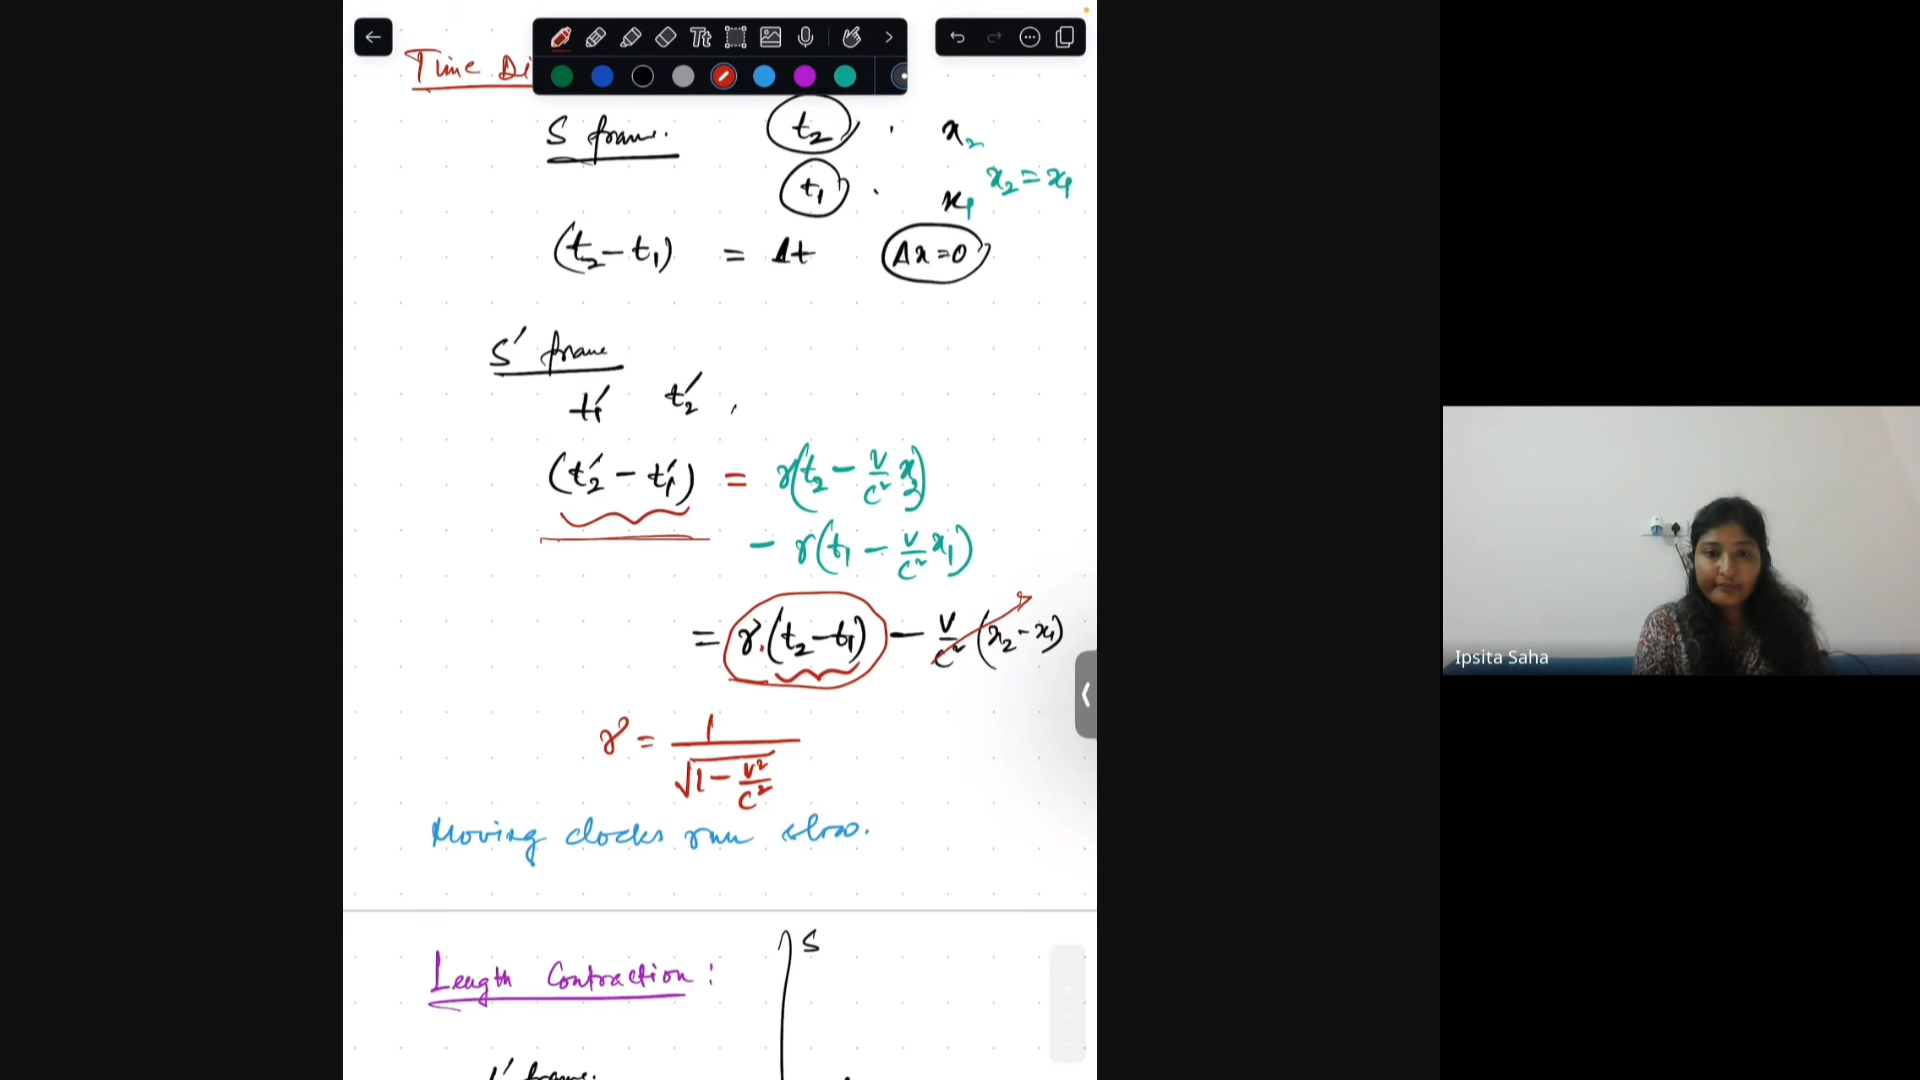 Time Di
Tt
S frame. t₂ . x₂
t₁ . x₁ x₂ = x₁
(t₂ - t₁) = Δt Δx=0
S' frame
t₁' t₂' ,
(t₂' - t₁') = γ(t₂ - v/c² x₂)
- γ(t₁ - v/c² x₁)
= γ.(t₂-t₁) - v/c² (x₂-x₁)
γ = 1/√(1 - v²/c²)
Moving clocks run slow.
Length Contraction :
S
S' frame.
Ipsita Saha